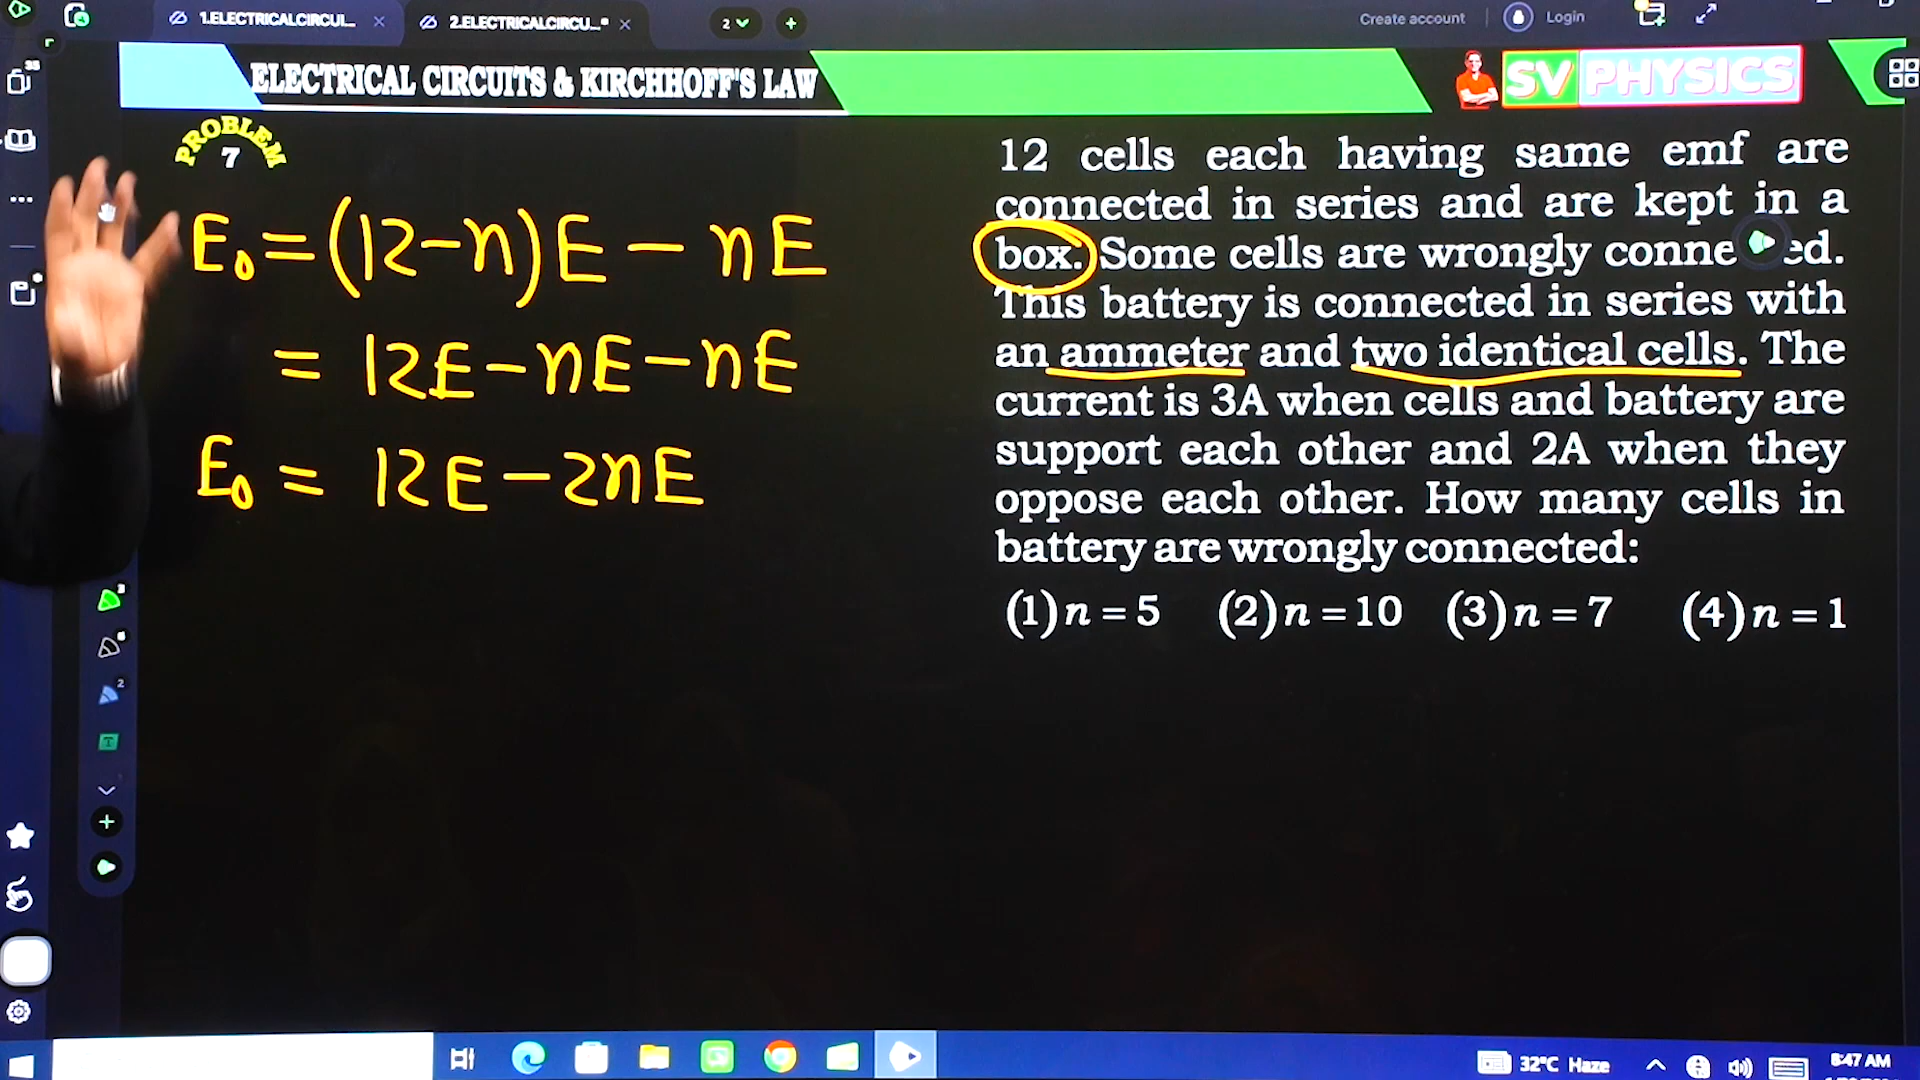 1.ELECTRICALCIRCUI...
2.ELECTRICALCIRCU...*
2
Create account
Login
ELECTRICAL CIRCUITS & KIRCHHOFF'S LAW
SV PHYSICS
PROBLEM
7
E₀ = (12-n)E - nE
= 12E - nE - nE
E₀ = 12E - 2nE
12 cells each having same emf are
connected in series and are kept in a
box. Some cells are wrongly conne ed.
This battery is connected in series with
an ammeter and two identical cells. The
current is 3A when cells and battery are
support each other and 2A when they
oppose each other. How many cells in
battery are wrongly connected:
(1) n = 5 (2) n = 10 (3) n = 7 (4) n = 1
32°C Haze
8:47 AM